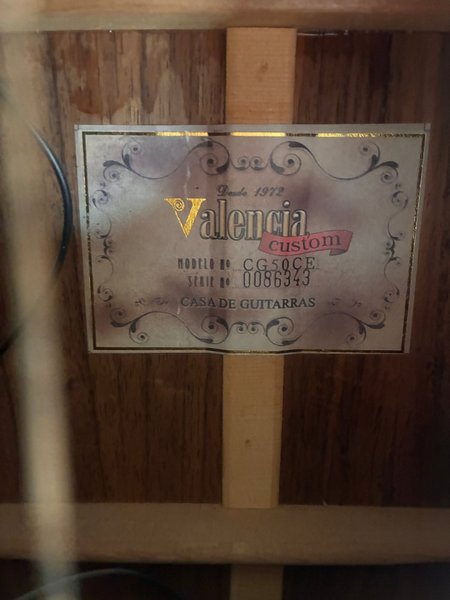 Desde 1972
Valencia
custom
MODELO Nº CG50CE
SERIE Nº 0086343
CASA DE GUITARRAS